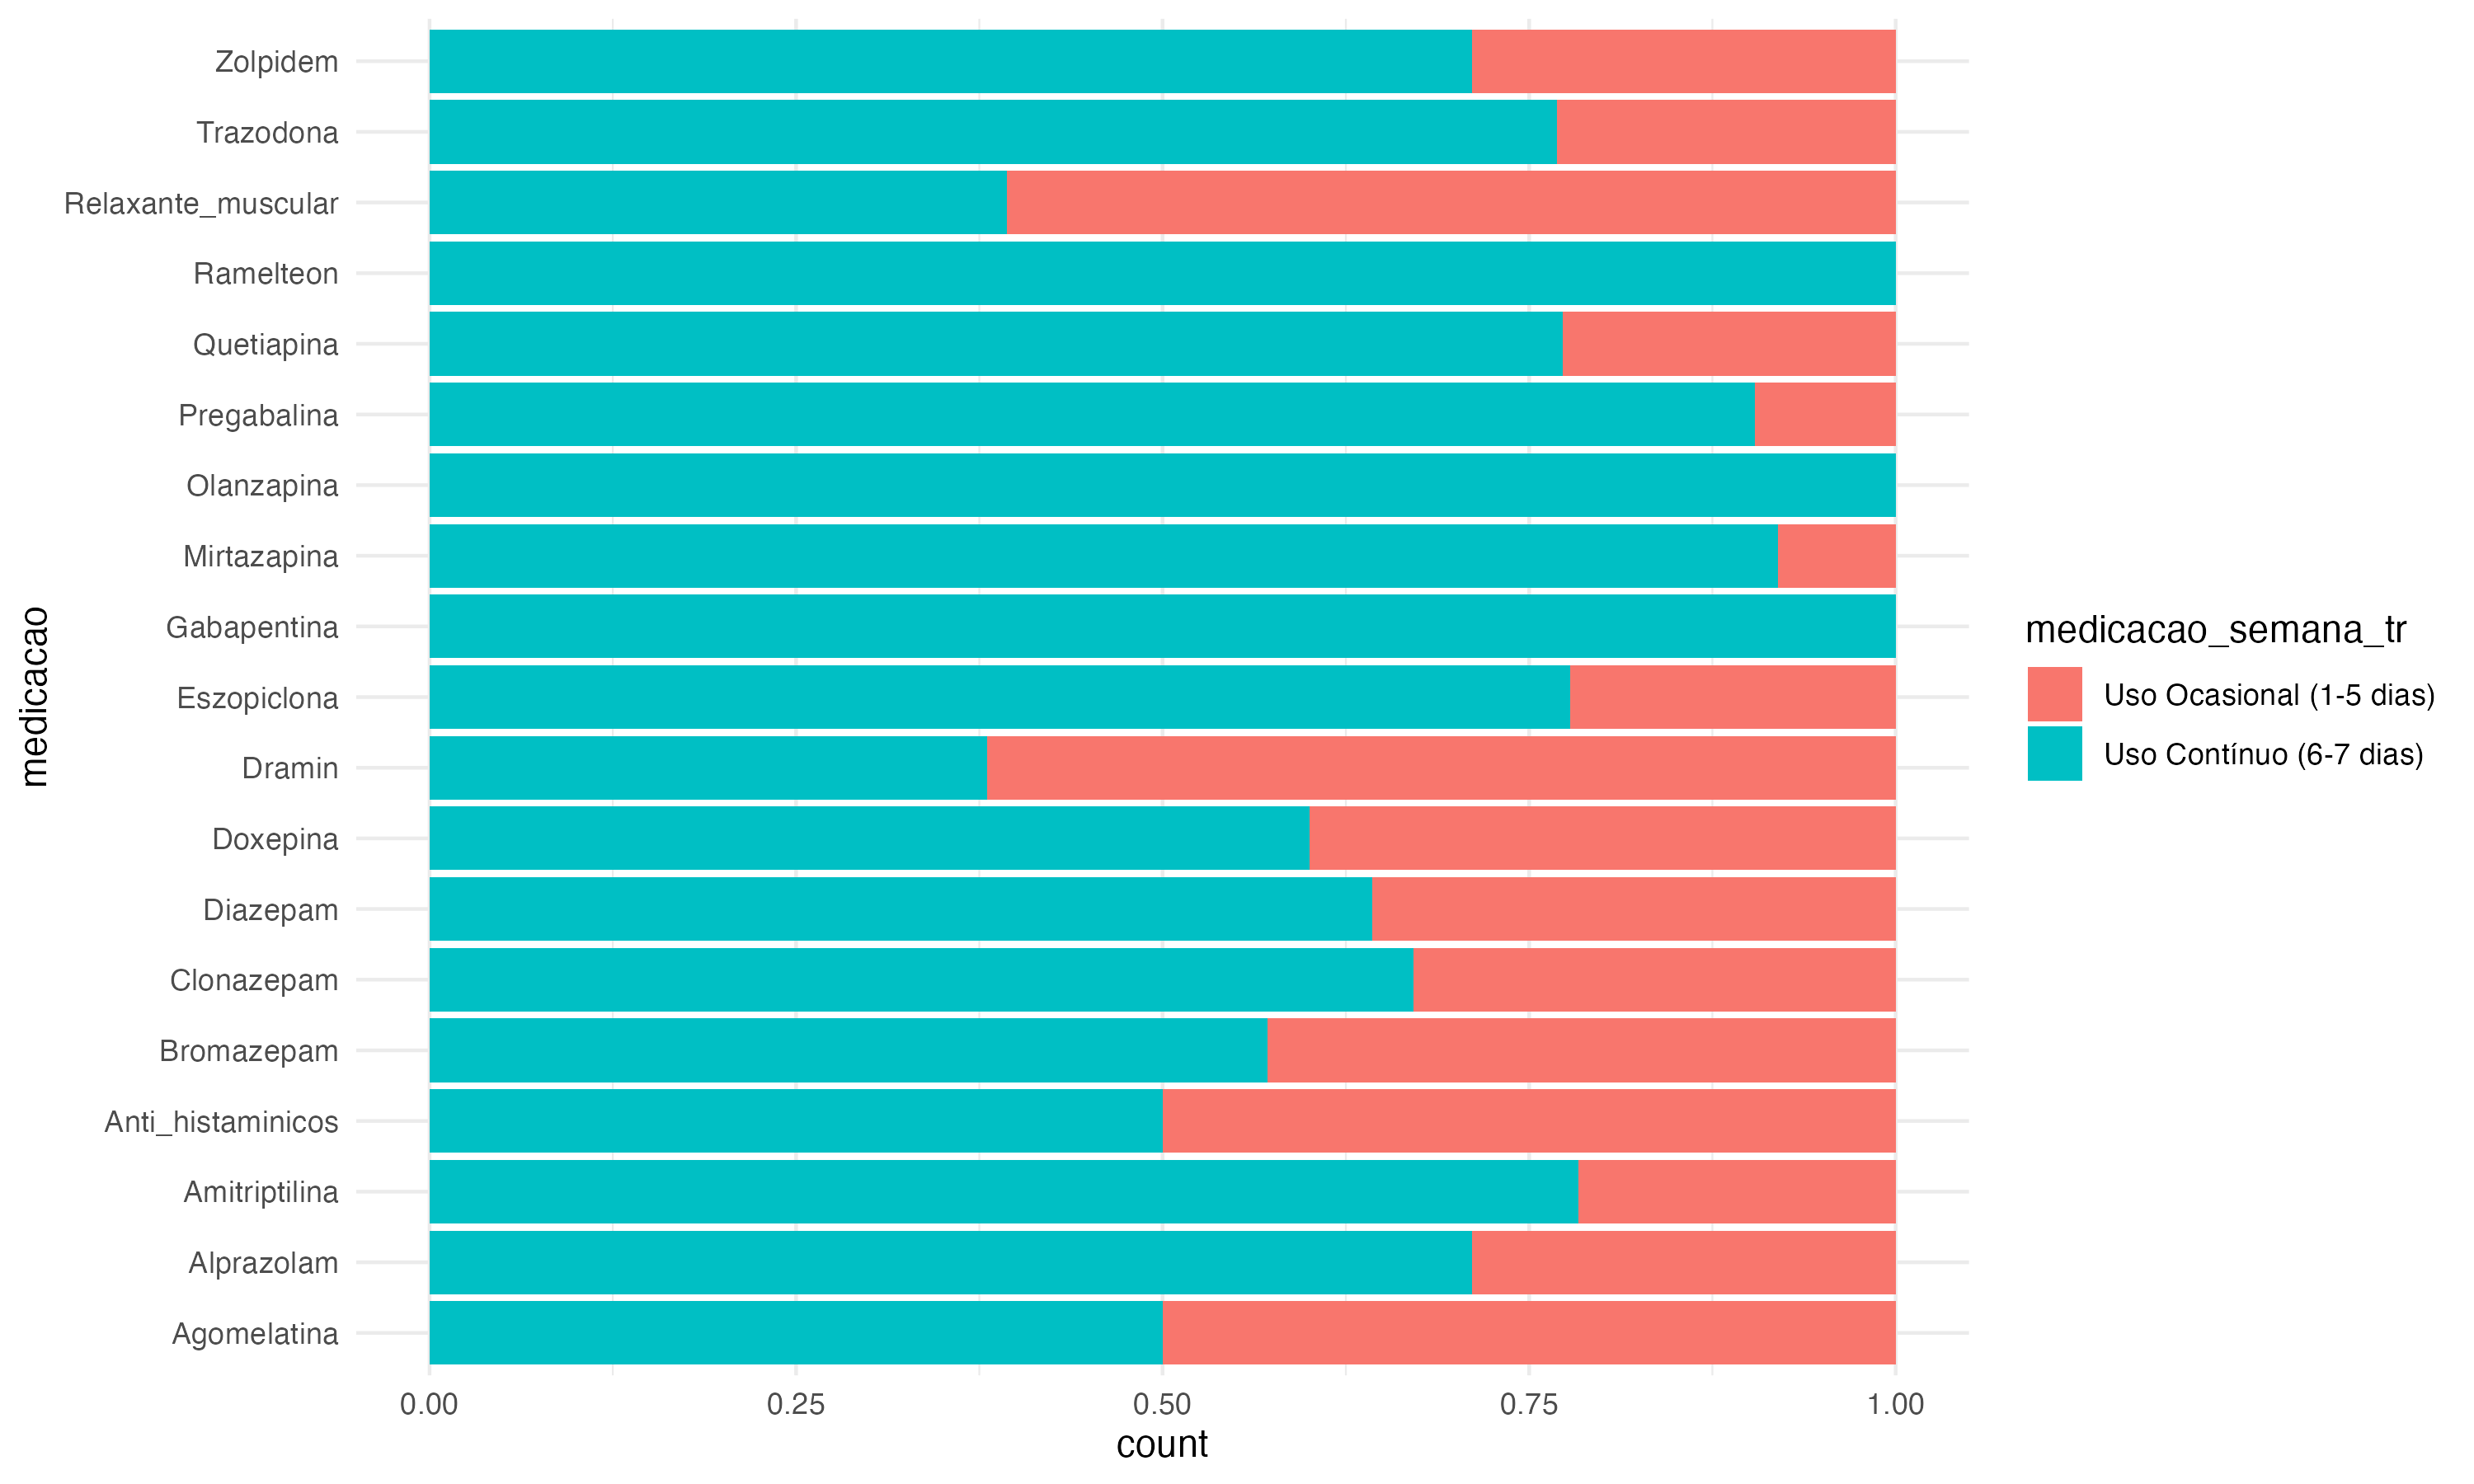 Zolpidem
Trazodona
Relaxante_muscular
Ramelteon
Quetiapina
Pregabalina
Olanzapina
Mirtazapina
Gabapentina
Eszopiclona
Dramin
Doxepina
Diazepam
Clonazepam
Bromazepam
Anti_histaminicos
Amitriptilina
Alprazolam
Agomelatina
medicacao
0.00 0.25 0.50 0.75 1.00
count
medicacao_semana_tr
Uso Ocasional (1-5 dias)
Uso Contínuo (6-7 dias)